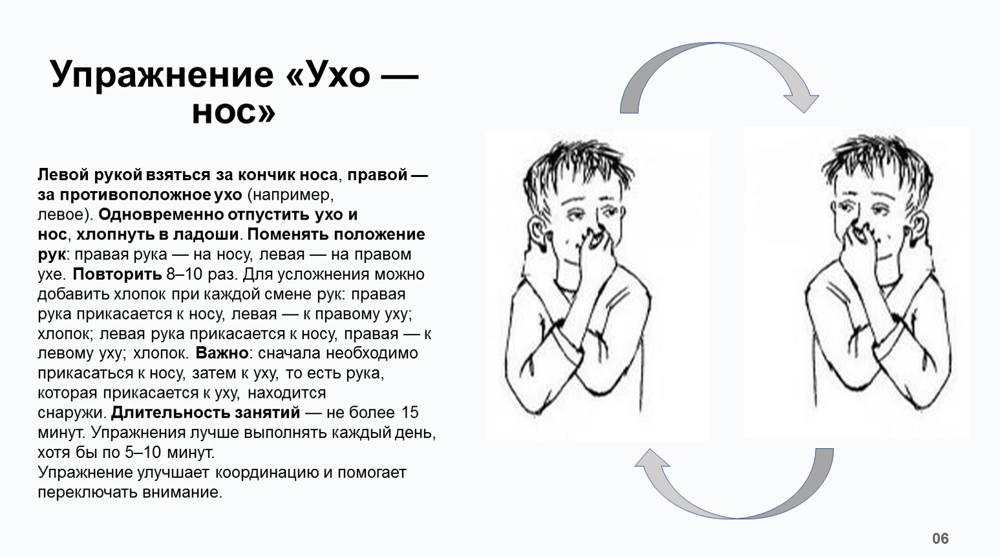 Упражнение «Ухо —
нос»
Левой рукой взяться за кончик носа, правой —
за противоположное ухо (например,
левое). Одновременно отпустить ухо и
нос, хлопнуть в ладоши. Поменять положение
рук: правая рука — на носу, левая — на правом
ухе. Повторить 8–10 раз. Для усложнения можно
добавить хлопок при каждой смене рук: правая
рука прикасается к носу, левая — к правому уху;
хлопок; левая рука прикасается к носу, правая — к
левому уху; хлопок. Важно: сначала необходимо
прикасаться к носу, затем к уху, то есть рука,
которая прикасается к уху, находится
снаружи. Длительность занятий — не более 15
минут. Упражнения лучше выполнять каждый день,
хотя бы по 5–10 минут.
Упражнение улучшает координацию и помогает
переключать внимание.
06